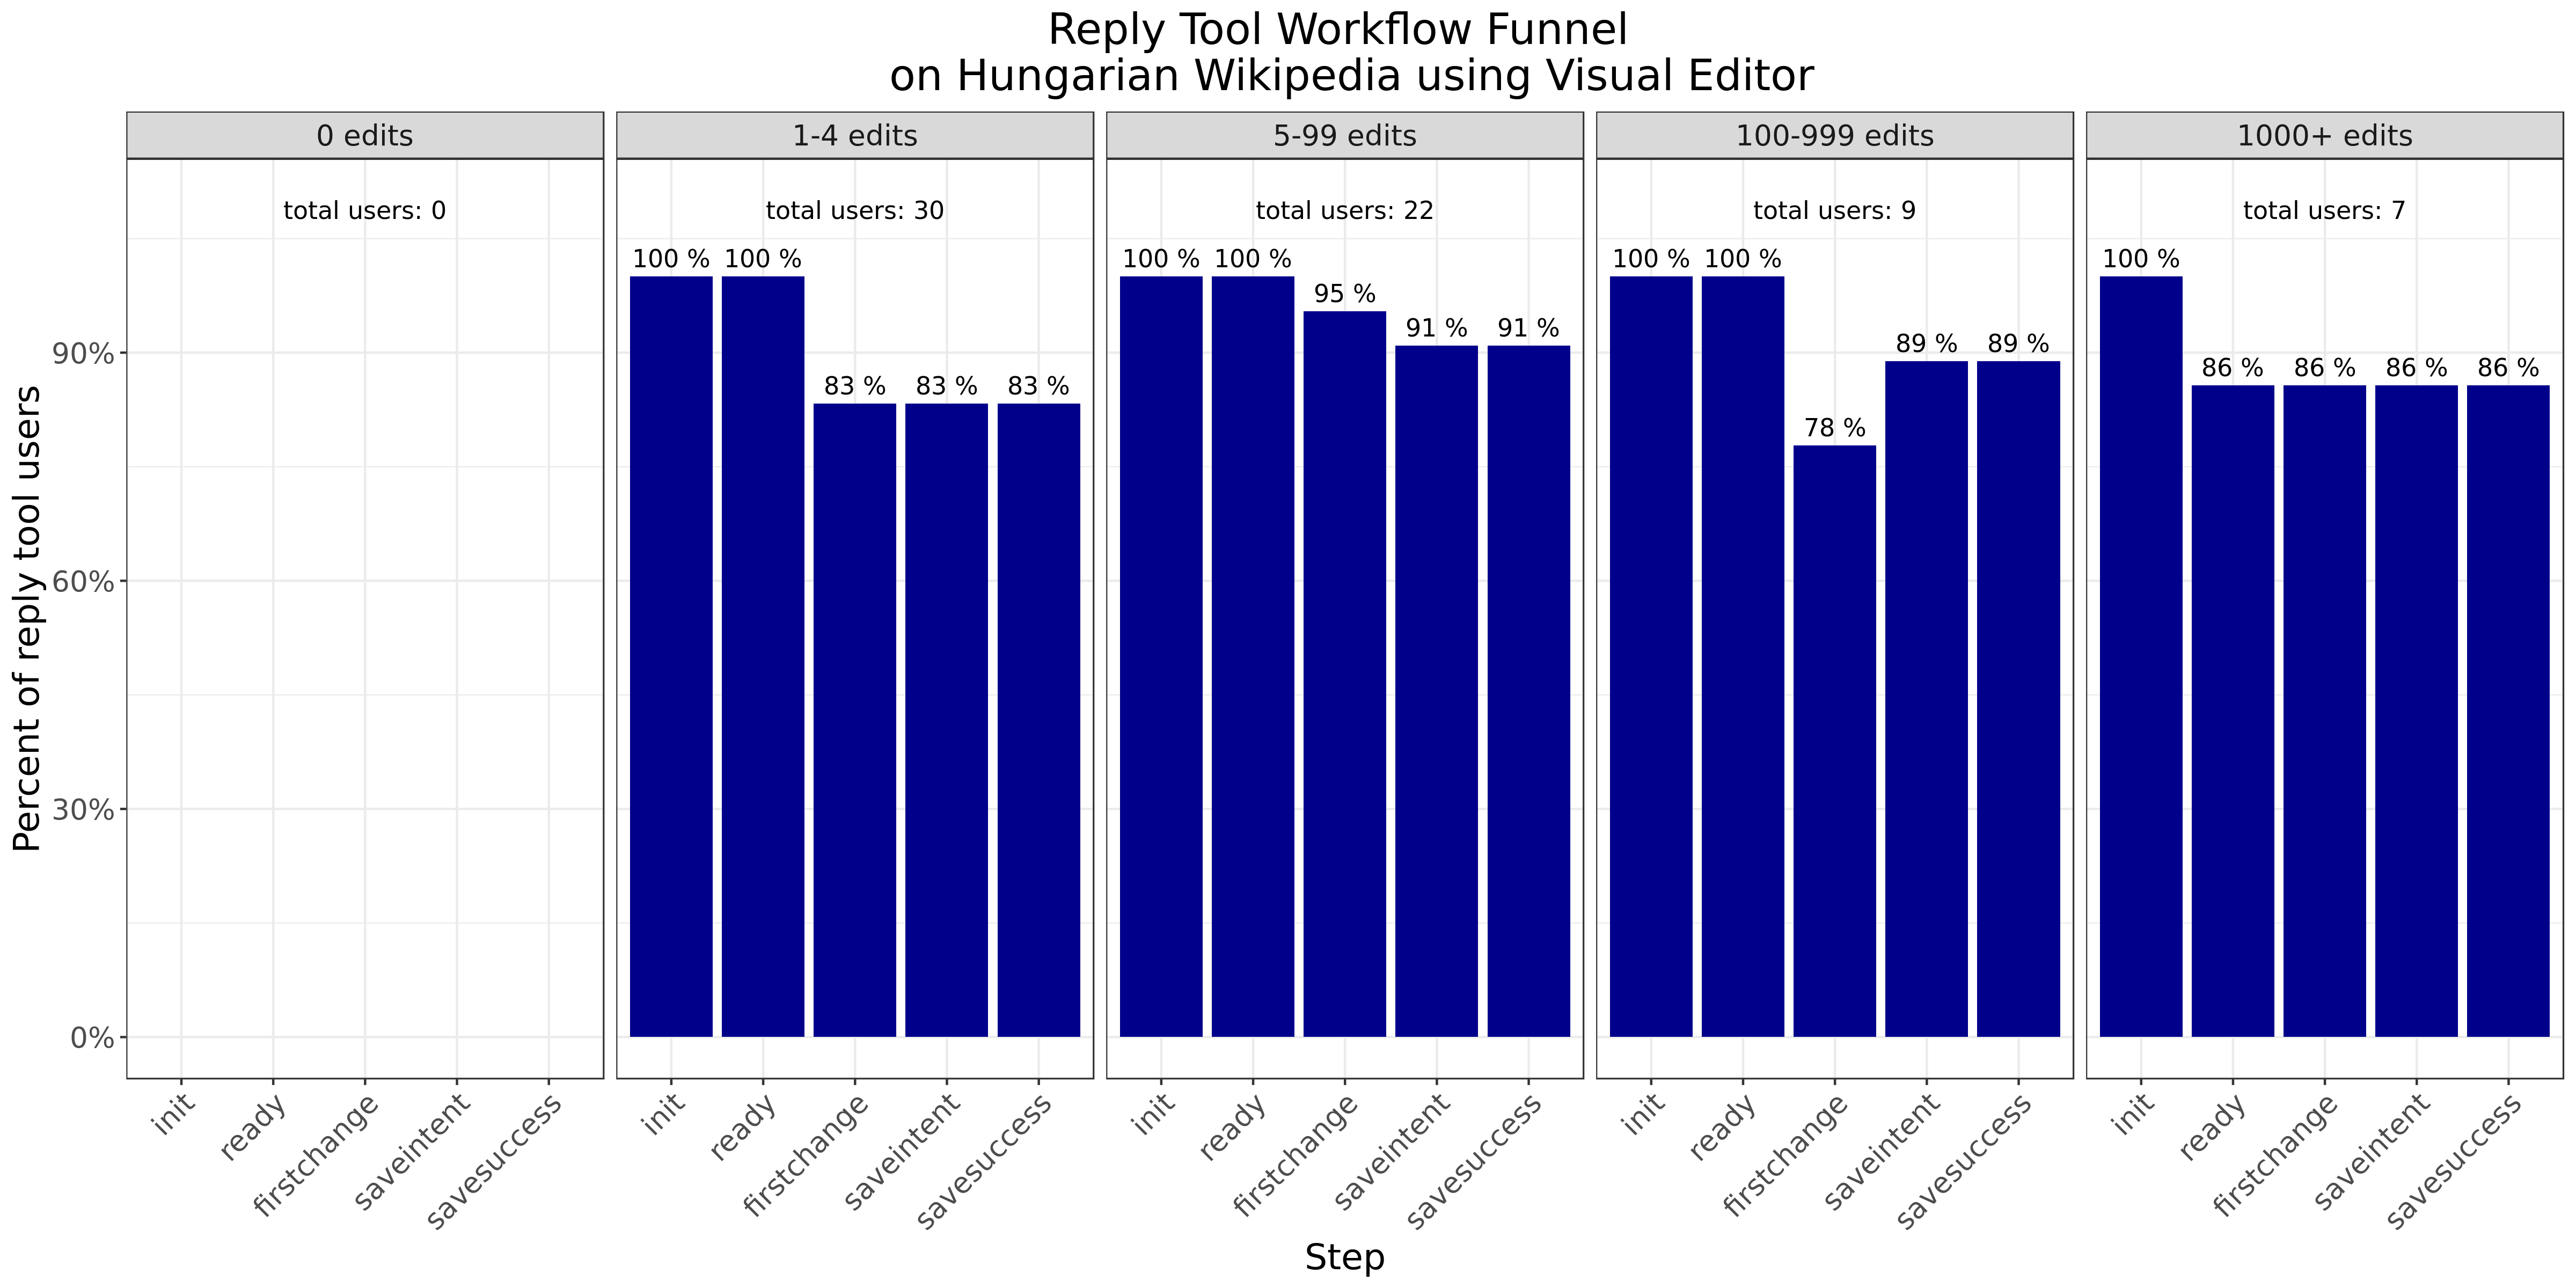 Reply Tool Workflow Funnel
on Hungarian Wikipedia using Visual Editor
0 edits
1-4 edits
5-99 edits
100-999 edits
1000+ edits
total users: 0
total users: 30
total users: 22
total users: 9
total users: 7
100 %
100 %
83 %
83 %
83 %
100 %
100 %
95 %
91 %
91 %
100 %
100 %
78 %
89 %
89 %
100 %
86 %
86 %
86 %
86 %
Percent of reply tool users
90%
60%
30%
0%
init
ready
firstchange
saveintent
savesuccess
init
ready
firstchange
saveintent
savesuccess
init
ready
firstchange
saveintent
savesuccess
init
ready
firstchange
saveintent
savesuccess
init
ready
firstchange
saveintent
savesuccess
Step